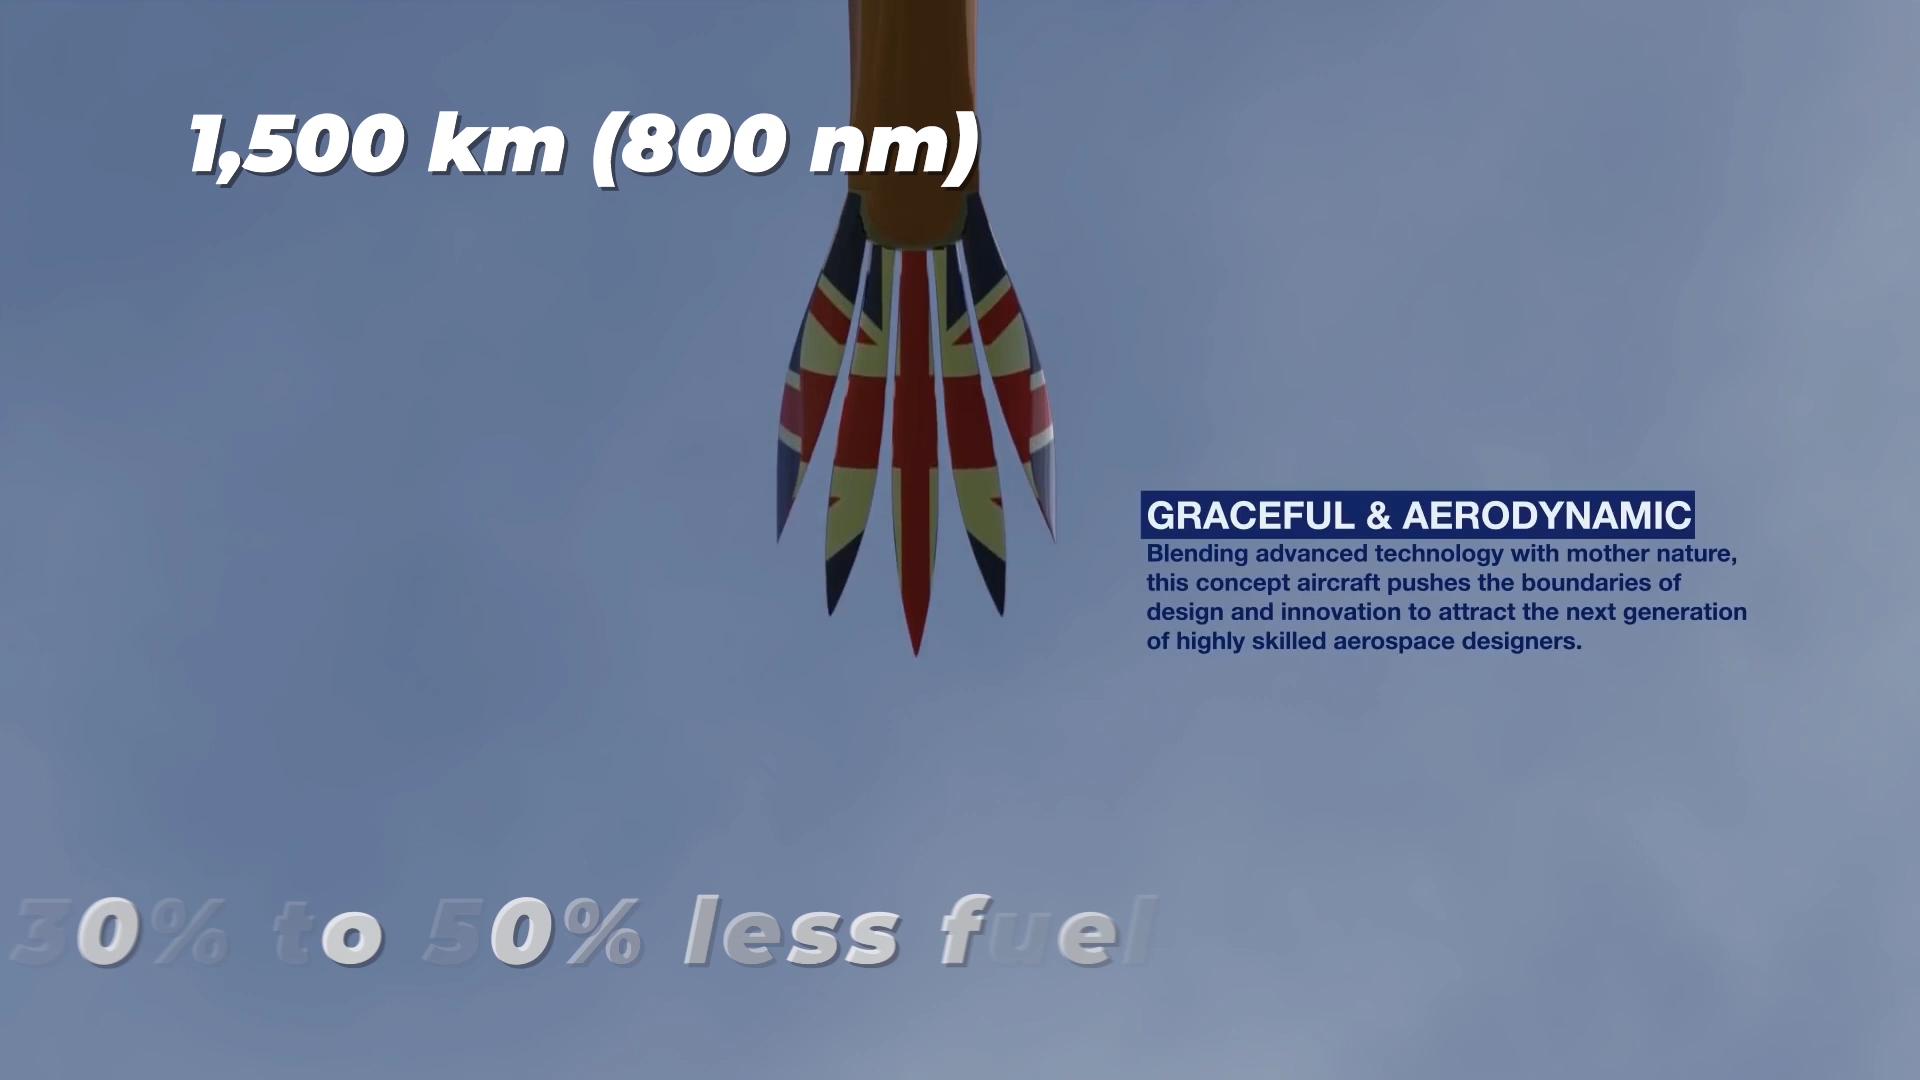 1,500 km (800 nm)
GRACEFUL & AERODYNAMIC
Blending advanced technology with mother nature,
this concept aircraft pushes the boundaries of
design and innovation to attract the next generation
of highly skilled aerospace designers.
30% to 50% less fuel